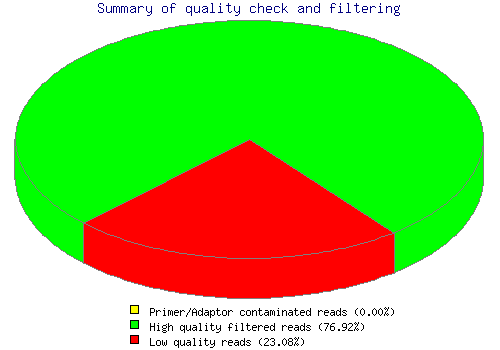 Summary of quality check and filtering
Primer/Adaptor contaminated reads (0.00%)
High quality filtered reads (76.92%)
Low quality reads (23.08%)